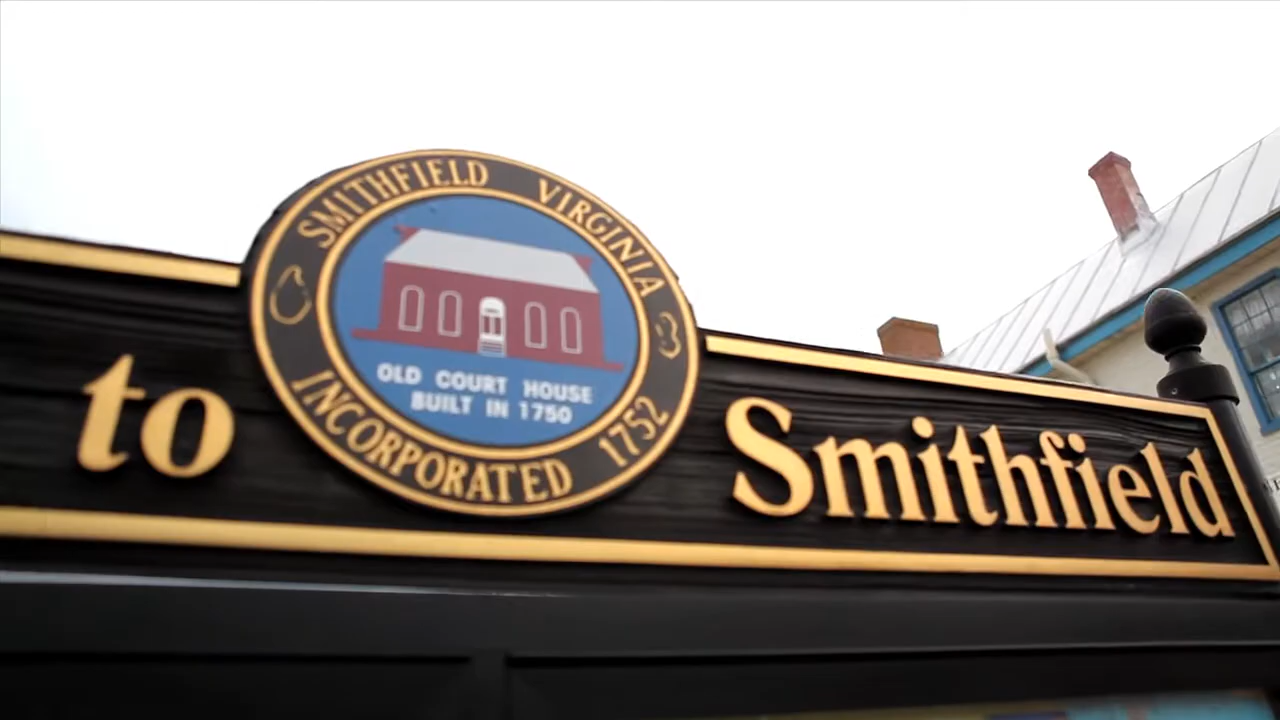 to
SMITHFIELD VIRGINIA
OLD COURT HOUSE
BUILT IN 1750
INCORPORATED 1752
Smithfield